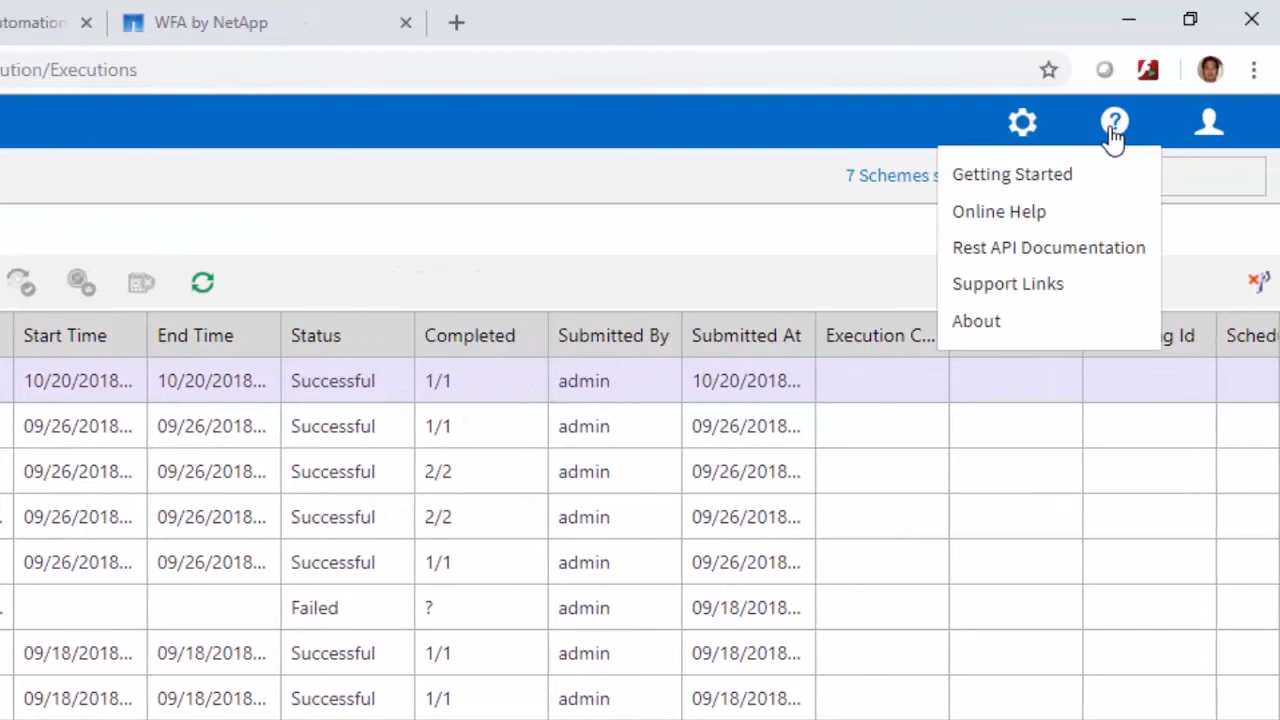 utomation
WFA by NetApp
ution/Executions
7 Schemes s
Getting Started
Online Help
Rest API Documentation
Support Links
About
Start Time End Time Status Completed Submitted By Submitted At Execution C... g Id Sched
10/20/2018... 10/20/2018... Successful 1/1 admin 10/20/2018...
09/26/2018... 09/26/2018... Successful 1/1 admin 09/26/2018...
09/26/2018... 09/26/2018... Successful 2/2 admin 09/26/2018...
09/26/2018... 09/26/2018... Successful 2/2 admin 09/26/2018...
09/26/2018... 09/26/2018... Successful 1/1 admin 09/26/2018...
Failed ? admin 09/18/2018...
09/18/2018... 09/18/2018... Successful 1/1 admin 09/18/2018...
09/18/2018... 09/18/2018... Successful 1/1 admin 09/18/2018...